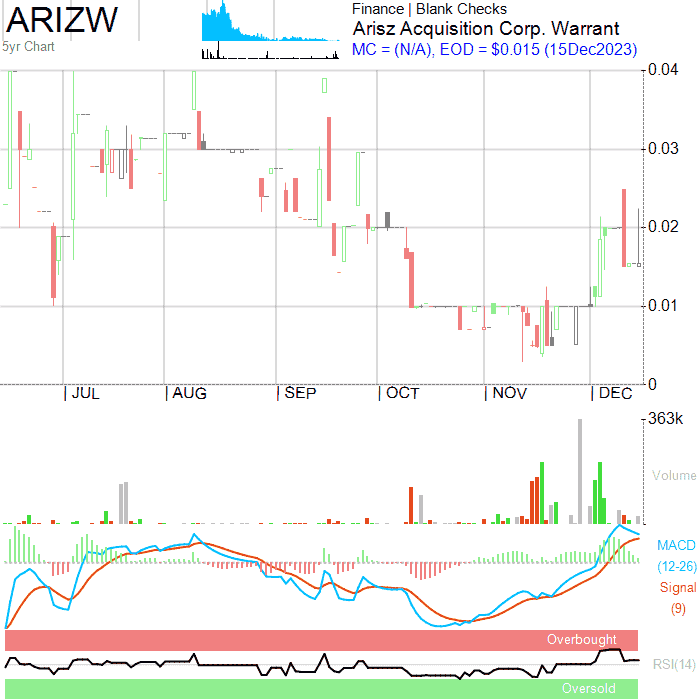 ARIZW
5yr Chart
Finance | Blank Checks
Arisz Acquisition Corp. Warrant
MC = (N/A), EOD = $0.015 (15Dec2023)
0.04
0.03
0.02
0.01
0
JUL
AUG
SEP
OCT
NOV
DEC
363k
Volume
MACD
(12-26)
Signal
(9)
Overbought
RSI(14)
Oversold